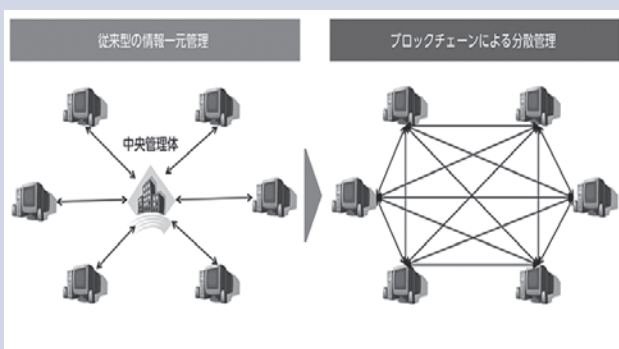 従来型の情報一元管理
ブロックチェーンによる分散管理
中央管理体